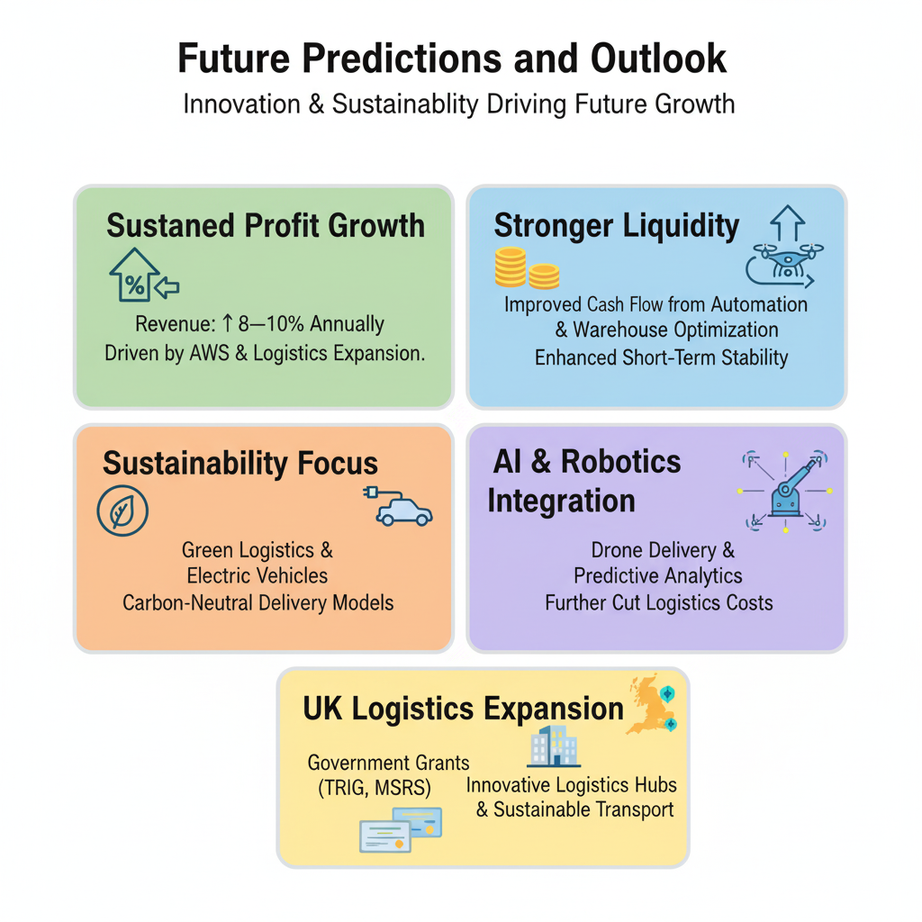 Future Predictions and Outlook
Innovation & Sustainablity Driving Future Growth
Sustaned Profit Growth
%
Revenue: ↑ 8—10% Annually
Driven by AWS & Logistics Expansion.
Stronger Liquidity
Improved Cash Flow from Automation
& Warehouse Optimization
Enhanced Short-Term Stability
Sustainability Focus
Green Logistics &
Electric Vehicles
Carbon-Neutral Delivery Models
AI & Robotics
Integration
Drone Delivery &
Predictive Analytics
Further Cut Logistics Costs
UK Logistics Expansion
Government Grants
(TRIG, MSRS)
Innovative Logistics Hubs
& Sustainable Transport